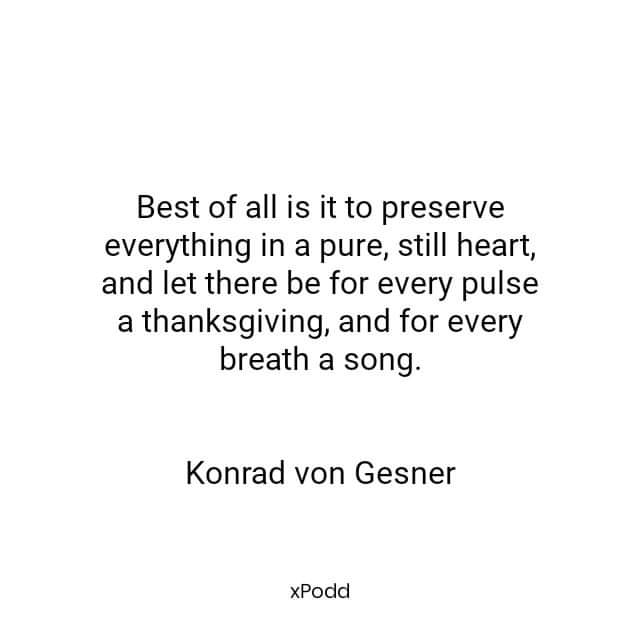 Best of all is it to preserve
everything in a pure, still heart,
and let there be for every pulse
a thanksgiving, and for every
breath a song.
Konrad von Gesner
xPodd